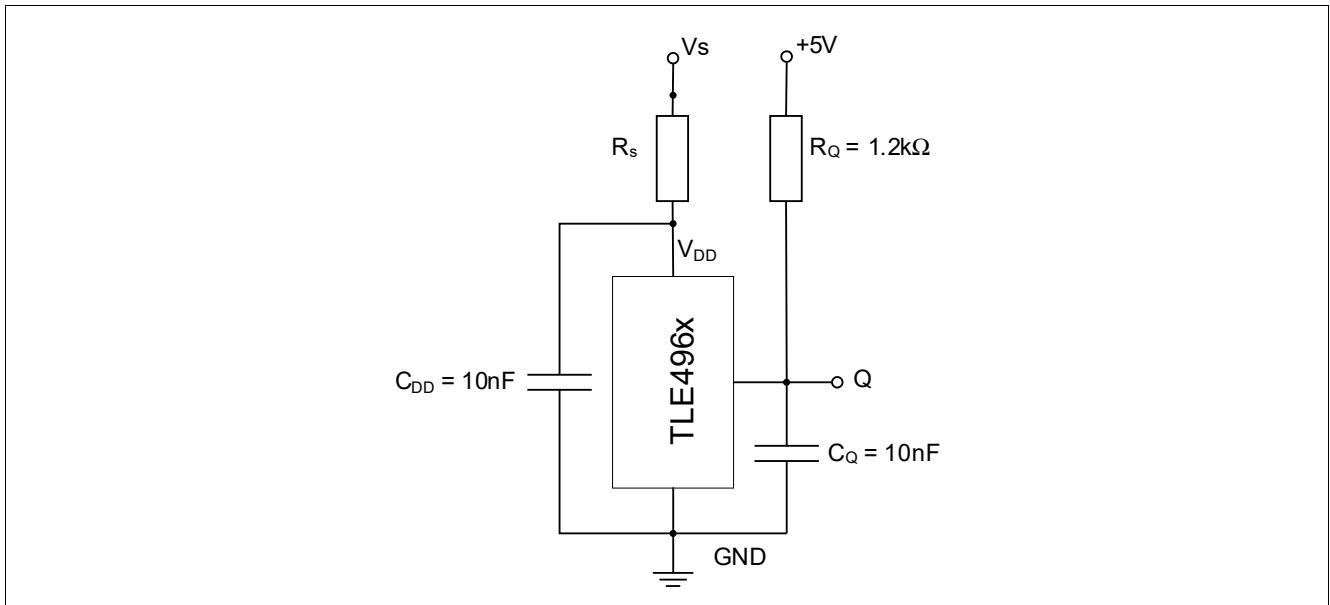 Vs
+5V
Rs
RQ = 1.2kΩ
VDD
TLE496x
CDD = 10nF
Q
CQ = 10nF
GND